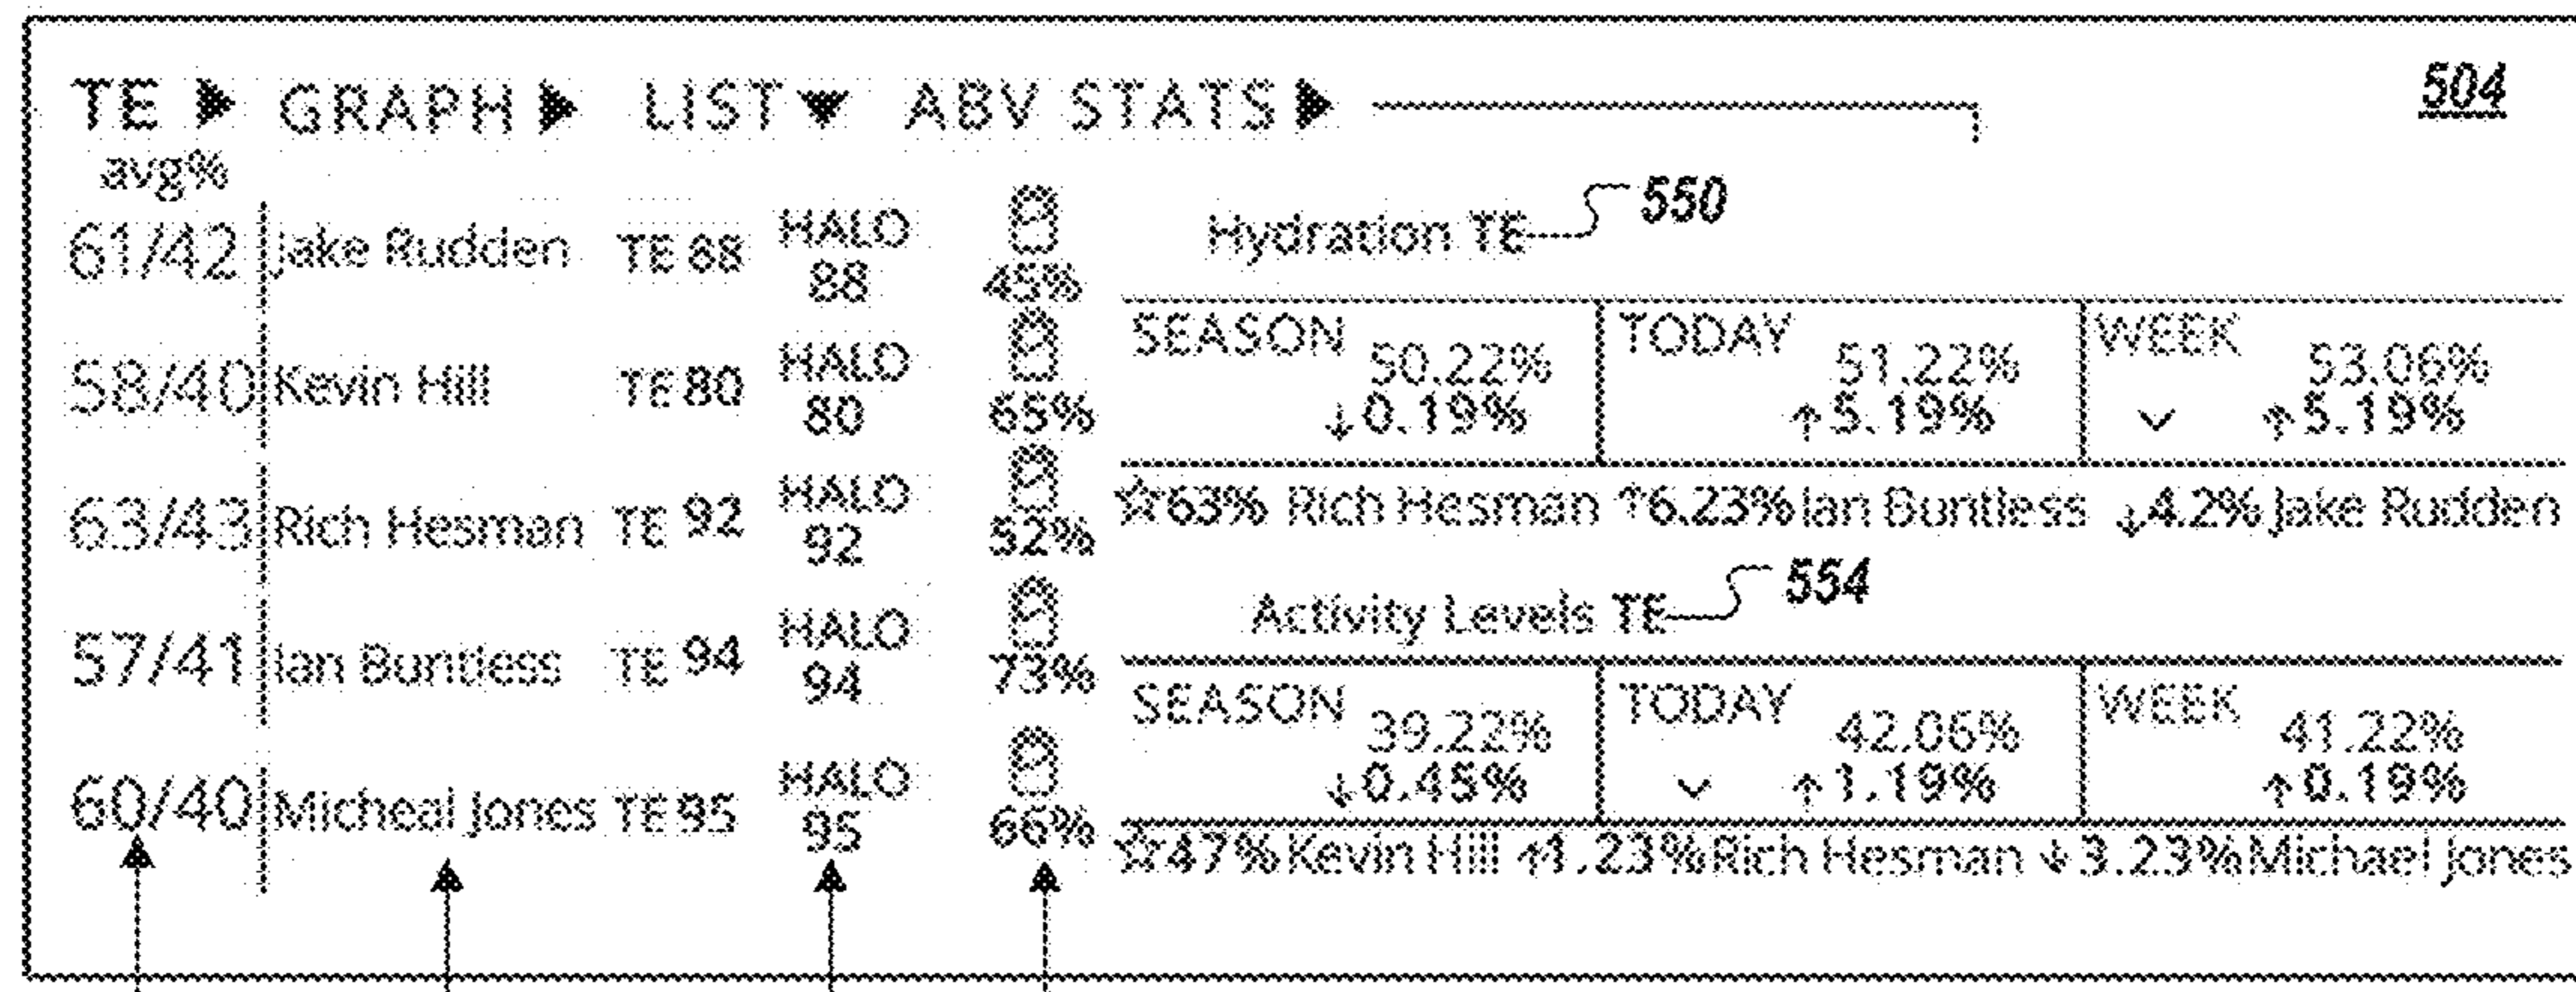 TE ▶ GRAPH ▶ LIST ▼ ABV STATS ▶ 504
avg%
61/42 Jake Rudden TE 88 HALO 88 45%
58/40 Kevin Hill TE 80 HALO 80 65%
63/43 Rich Hesman TE 92 HALO 92 52%
57/41 Ian Buntless TE 94 HALO 94 73%
60/40 Micheal Jones TE 95 HALO 95 66%
Hydration TE 550
SEASON TODAY WEEK
50.22% 51.22% 53.06%
↓0.19% ↑5.19% ↑5.19%
☆63% Rich Hesman ↑6.23% Ian Buntless ↓4.2% Jake Rudden
Activity Levels TE 554
SEASON TODAY WEEK
39.22% 42.06% 41.22%
↓0.45% ↑1.19% ↑0.19%
☆47% Kevin Hill ↑1.23% Rich Hesman ↓3.23% Michael Jones